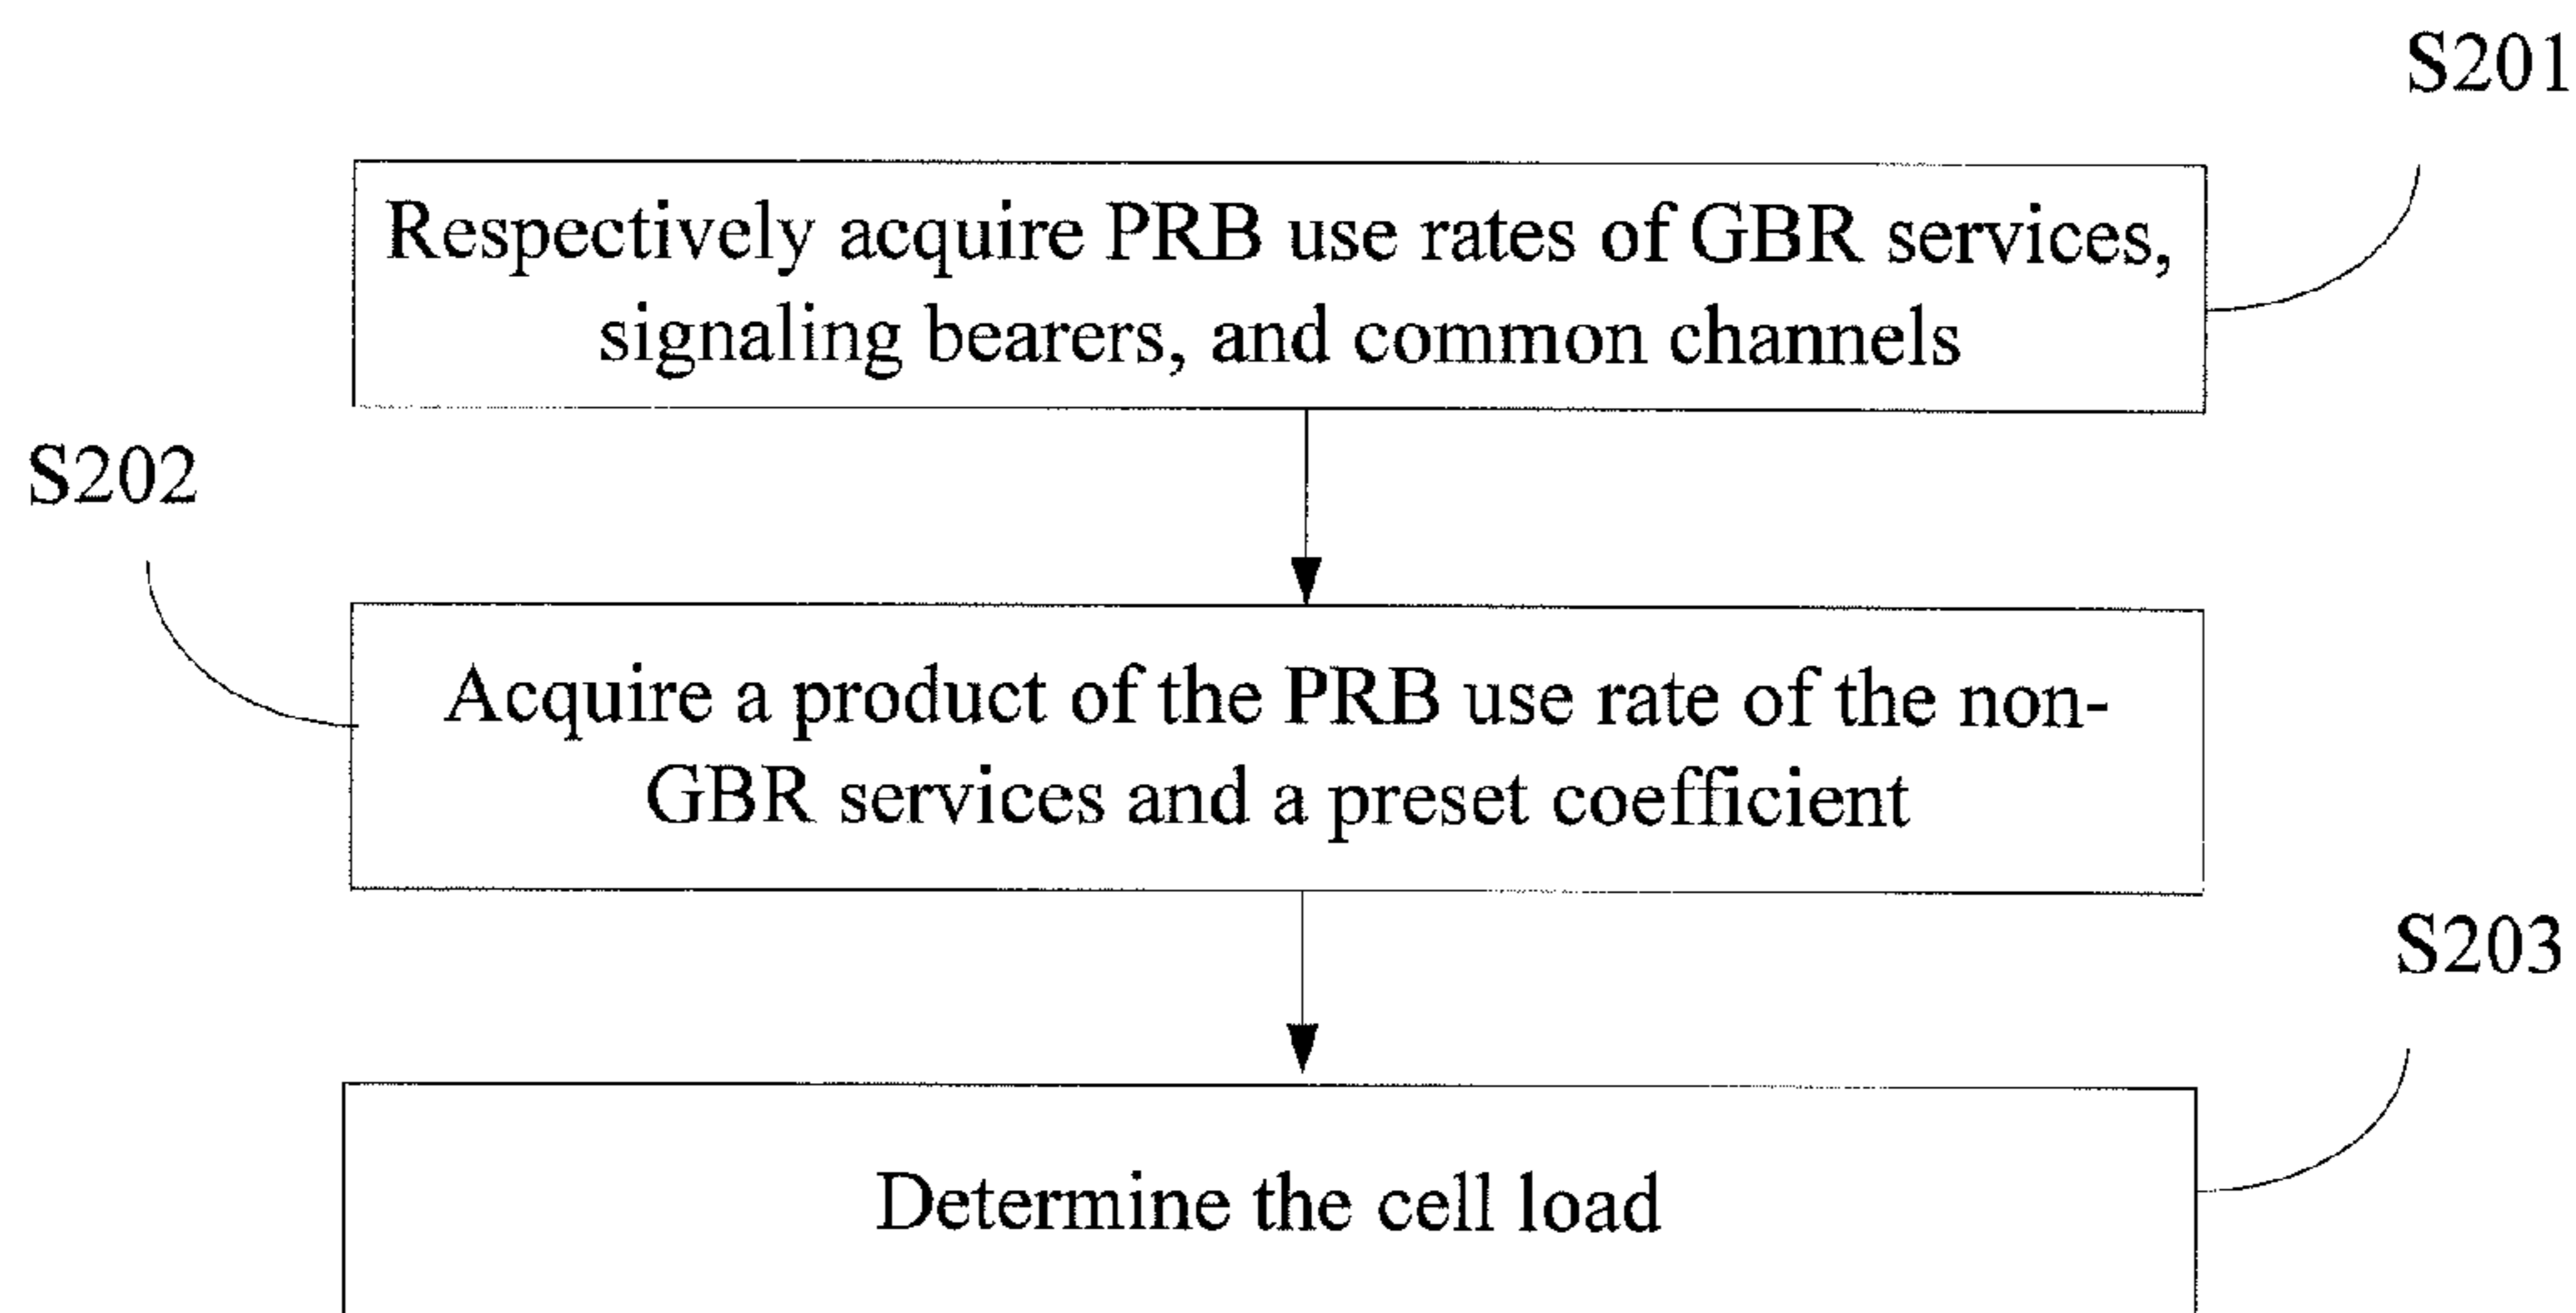 S201
Respectively acquire PRB use rates of GBR services,
signaling bearers, and common channels
S202
Acquire a product of the PRB use rate of the non-
GBR services and a preset coefficient
S203
Determine the cell load